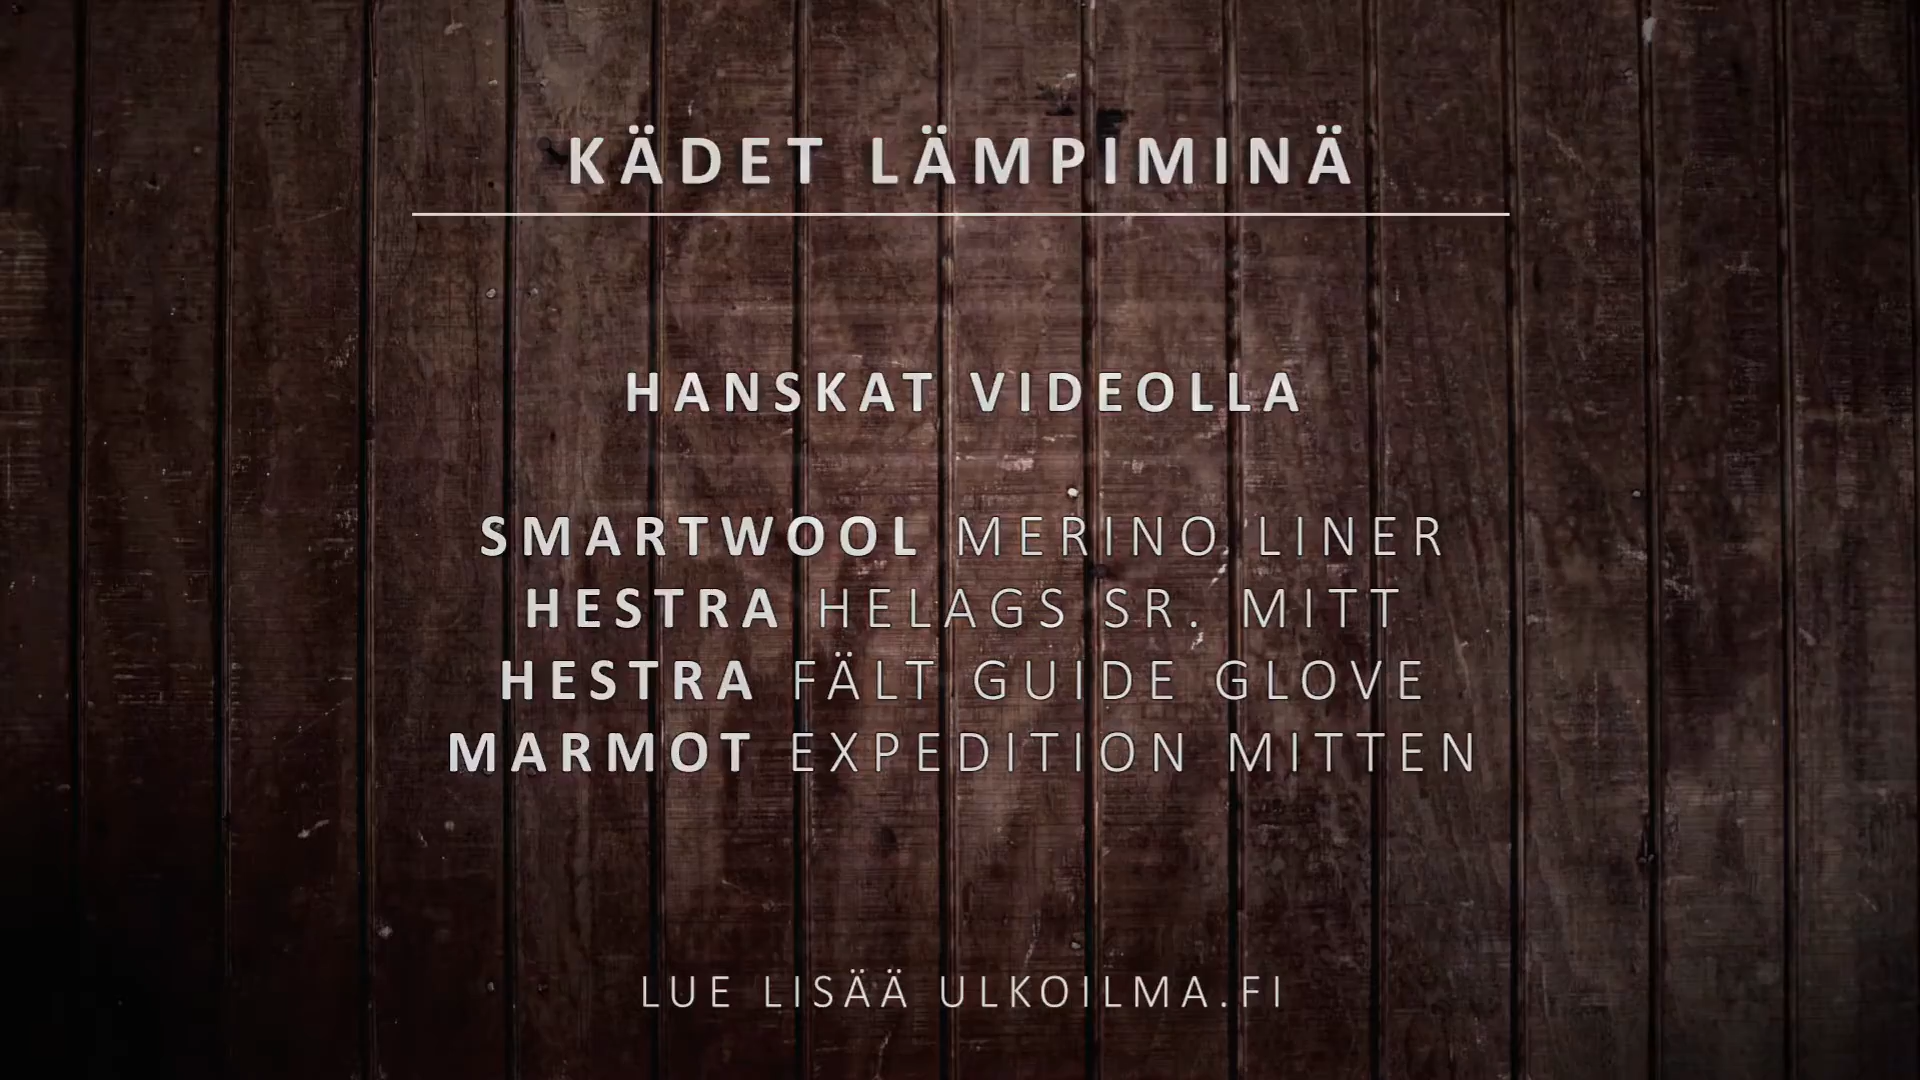 KÄDET LÄMPIMINÄ
HANSKAT VIDEOLLA
SMARTWOOL MERINO LINER
HESTRA HELAGS SR. MITT
HESTRA FÄLT GUIDE GLOVE
MARMOT EXPEDITION MITTEN
LUE LISÄÄ ULKOILMA.FI